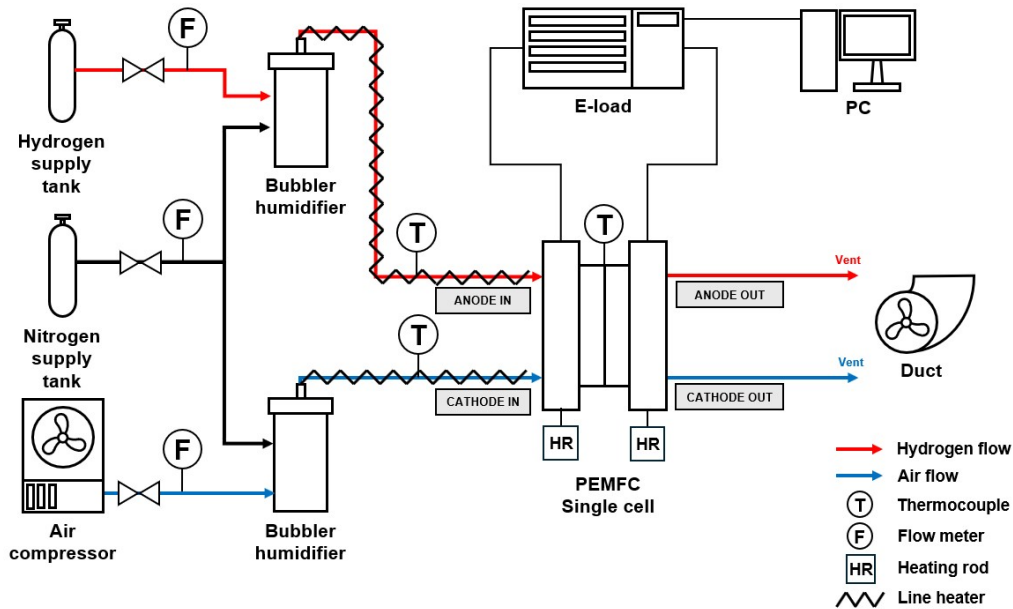 F
Hydrogen
supply
tank
Bubbler
humidifier
E-load
PC
F
Nitrogen
supply
tank
T
T
ANODE IN
ANODE OUT
Vent
T
CATHODE IN
CATHODE OUT
Vent
Duct
F
Air
compressor
Bubbler
humidifier
HR
HR
PEMFC
Single cell
Hydrogen flow
Air flow
T
Thermocouple
F
Flow meter
HR
Heating rod
Line heater